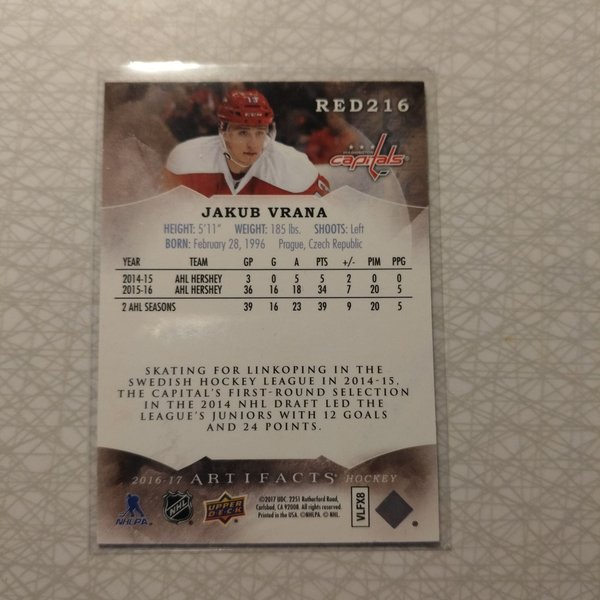 RED216
13
CCM
WASHINGTON
capitals
13
JAKUB VRANA
HEIGHT: 5'11" WEIGHT: 185 lbs. SHOOTS: Left
BORN: February 28, 1996 Prague, Czech Republic
YEAR TEAM GP G A PTS +/- PIM PPG
2014-15 AHL HERSHEY 3 0 5 5 2 0 0
2015-16 AHL HERSHEY 36 16 18 34 7 20 5
2 AHL SEASONS 39 16 23 39 9 20 5
SKATING FOR LINKOPING IN THE
SWEDISH HOCKEY LEAGUE IN 2014-15,
THE CAPITAL'S FIRST-ROUND SELECTION
IN THE 2014 NHL DRAFT LED THE
LEAGUE'S JUNIORS WITH 12 GOALS
AND 24 POINTS.
2016-17 ARTIFACTS HOCKEY
NHLPA
NHL
UPPER DECK
©2017 UDC. 2251 Rutherford Road,
Carlsbad, CA 92008. All rights reserved.
Printed in the USA. ©NHLPA. © NHL.
VLFX8